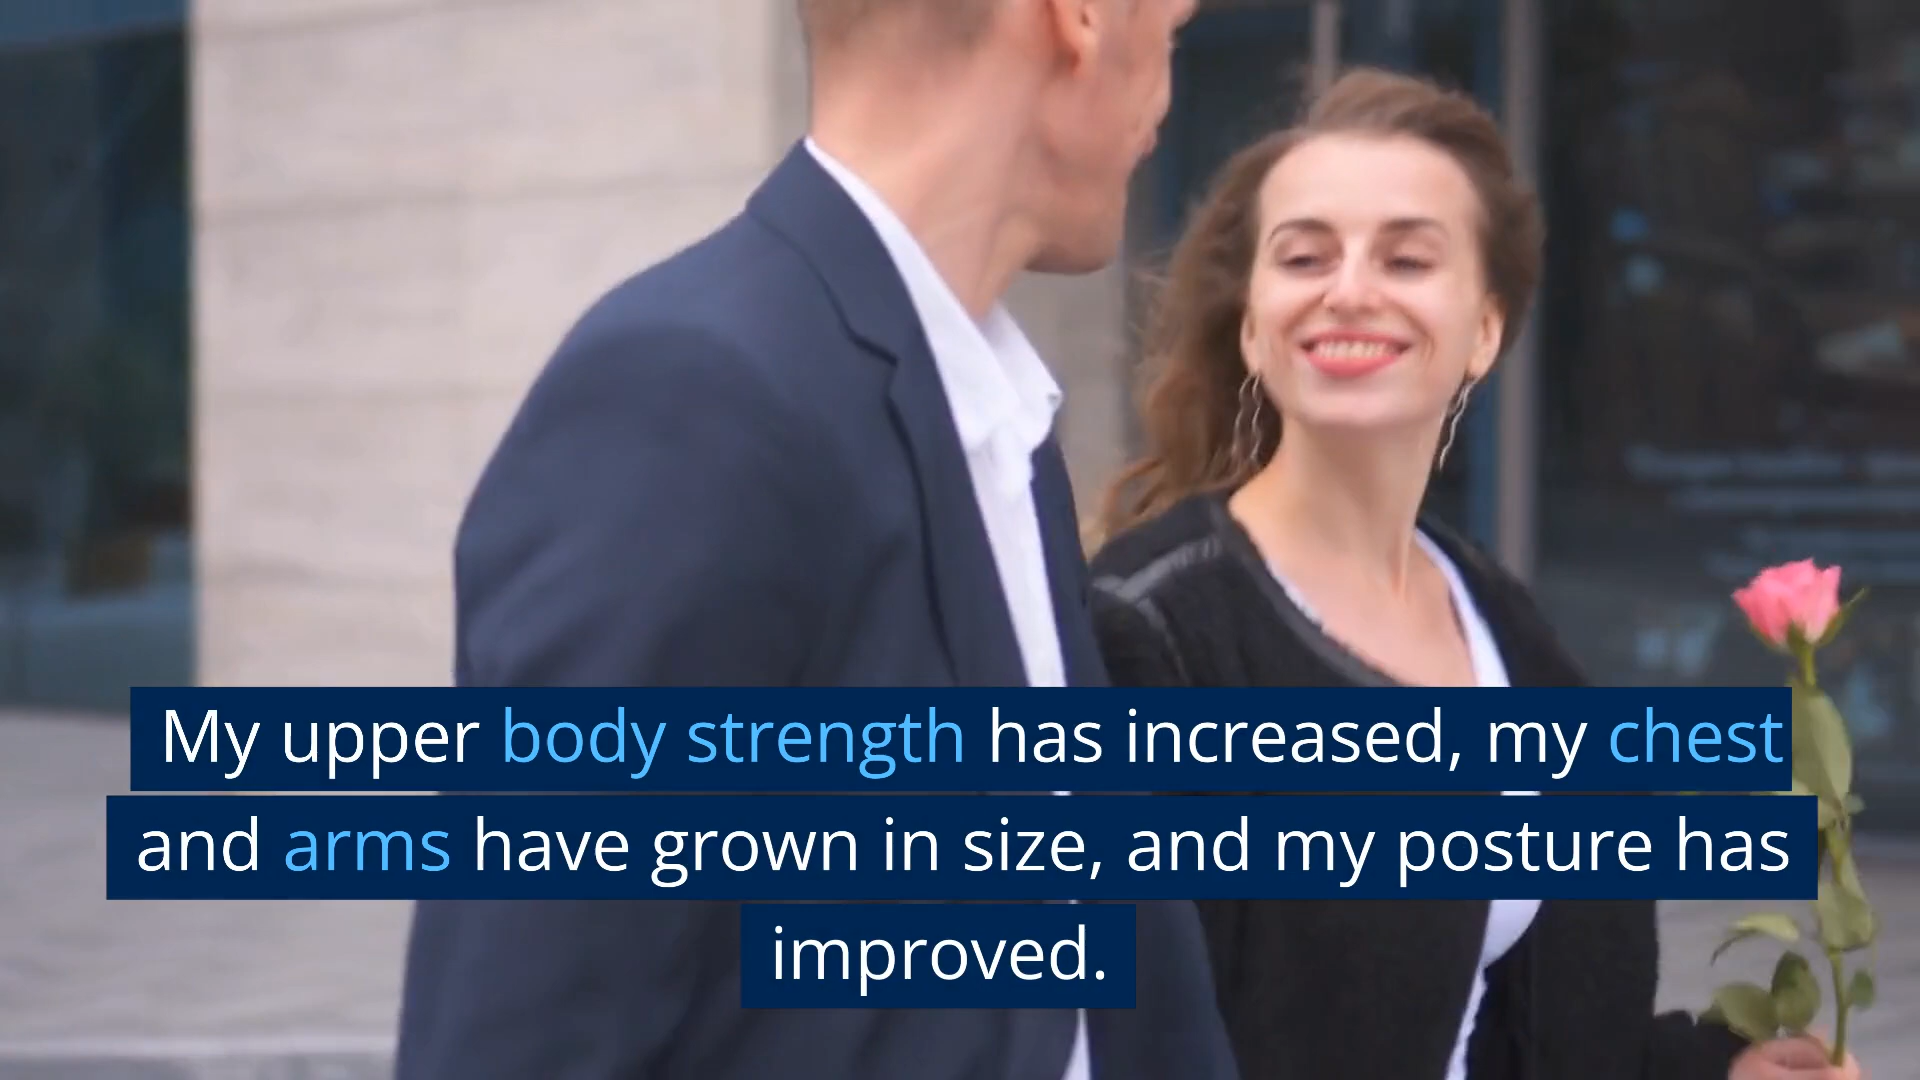 My upper body strength has increased, my chest
and arms have grown in size, and my posture has
improved.